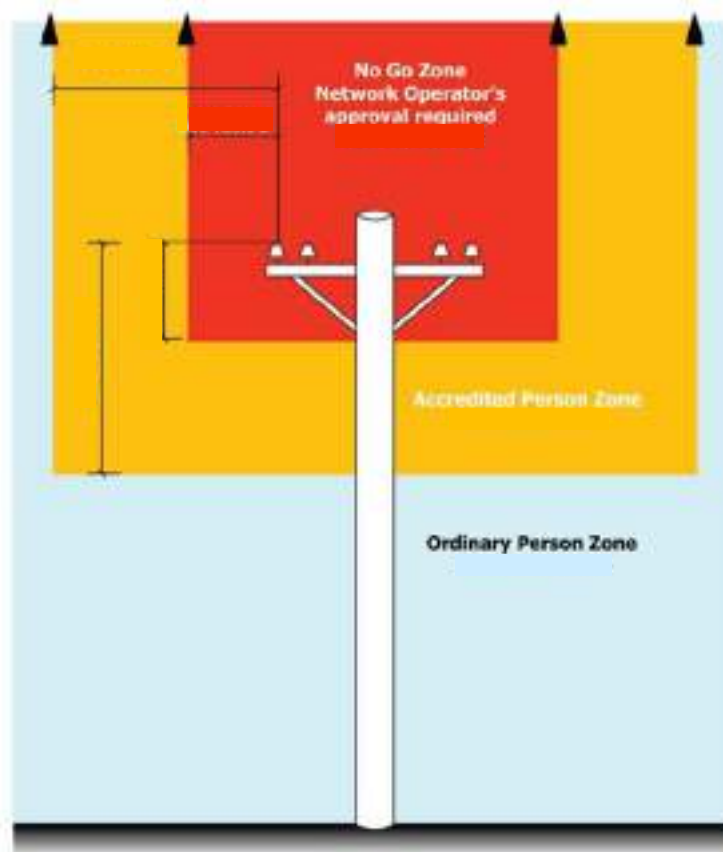 No Go Zone
Network Operator's
approval required
Accredited Person Zone
Ordinary Person Zone